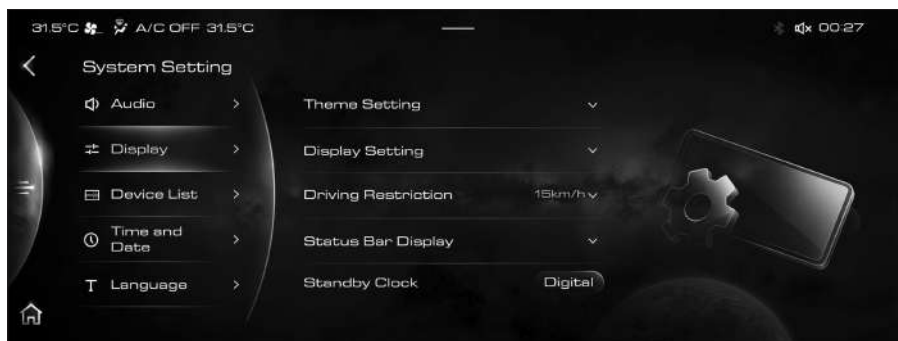 31.5°C A/C OFF 31.5°C 00:27
System Setting
Audio
Display
Device List
Time and
Date
Language
Theme Setting
Display Setting
Driving Restriction 15km/h
Status Bar Display
Standby Clock Digital